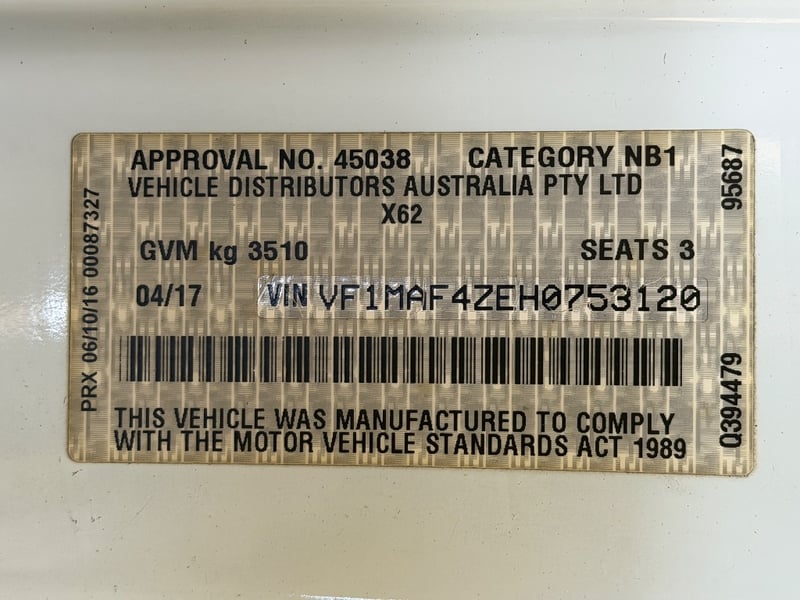 APPROVAL NO. 45038 CATEGORY NB1
VEHICLE DISTRIBUTORS AUSTRALIA PTY LTD
X62
GVM kg 3510 SEATS 3
04/17 VIN VF1MAF4ZEH0753120
THIS VEHICLE WAS MANUFACTURED TO COMPLY
WITH THE MOTOR VEHICLE STANDARDS ACT 1989
PRX 06/10/16 00087327
95687
Q394479